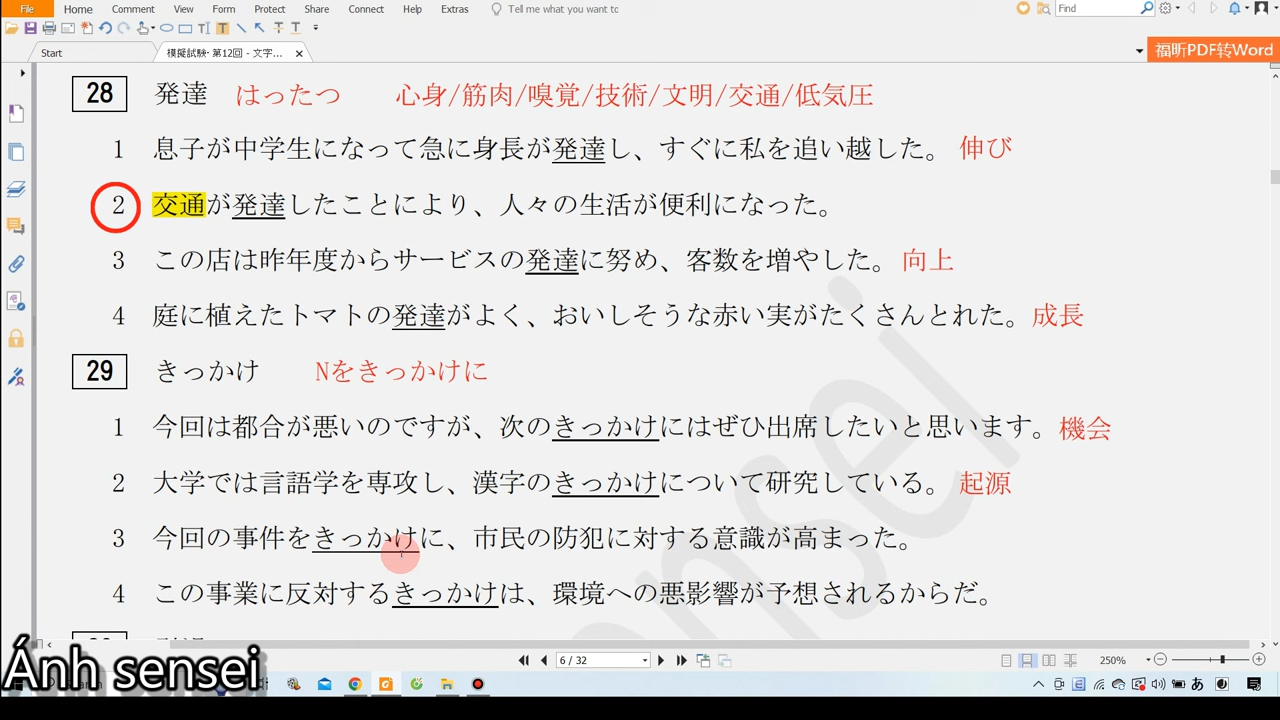 File Home Comment View Form Protect Share Connect Help Extras Tell me what you want to Find
Start 模擬試験- 第12回 - 文字... 福昕PDF转Word
28 発達 はったつ 心身/筋肉/嗅覚/技術/文明/交通/低気圧
1 息子が中学生になって急に身長が発達し、すぐに私を追い越した。 伸び
2 交通が発達したことにより、人々の生活が便利になった。
3 この店は昨年度からサービスの発達に努め、客数を増やした。 向上
4 庭に植えたトマトの発達がよく、おいしそうな赤い実がたくさんとれた。 成長
29 きっかけ Nをきっかけに
1 今回は都合が悪いのですが、次のきっかけにはぜひ出席したいと思います。 機会
2 大学では言語学を専攻し、漢字のきっかけについて研究している。 起源
3 今回の事件をきっかけに、市民の防犯に対する意識が高まった。
4 この事業に反対するきっかけは、環境への悪影響が予想されるからだ。
sensei
6 / 32 250%
Ánh sensei
あ